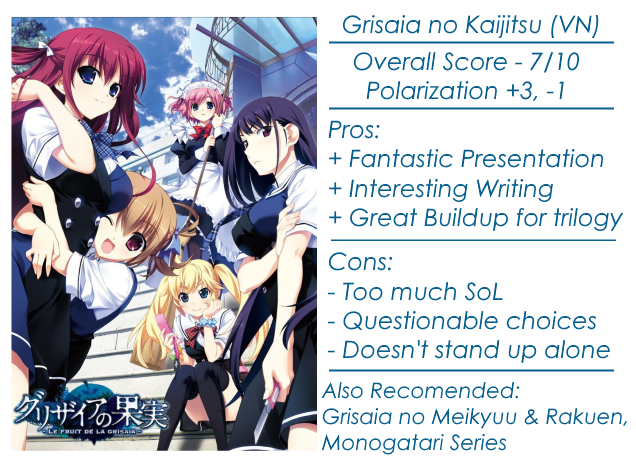 Grisaia no Kaijitsu (VN)
Overall Score - 7/10
Polarization +3, -1
Pros:
+ Fantastic Presentation
+ Interesting Writing
+ Great Buildup for trilogy
Cons:
- Too much SoL
- Questionable choices
- Doesn't stand up alone
Also Recomended:
Grisaia no Meikyuu & Rakuen,
Monogatari Series
グリザイアの果実
- LE FRUIT DE LA GRISAIA -